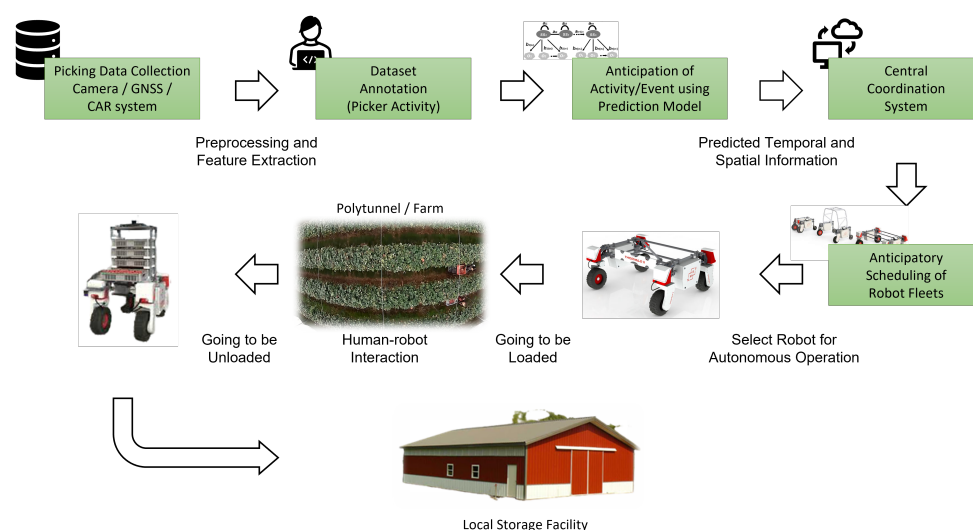 Picking Data Collection
Camera / GNSS /
CAR system
Dataset
Annotation
(Picker Activity)
Anticipation of
Activity/Event using
Prediction Model
Central
Coordination
System
Preprocessing and
Feature Extraction
Predicted Temporal and
Spatial Information
Polytunnel / Farm
Anticipatory
Scheduling of
Robot Fleets
Going to be
Unloaded
Human-robot
Interaction
Going to be
Loaded
Select Robot for
Autonomous Operation
Local Storage Facility